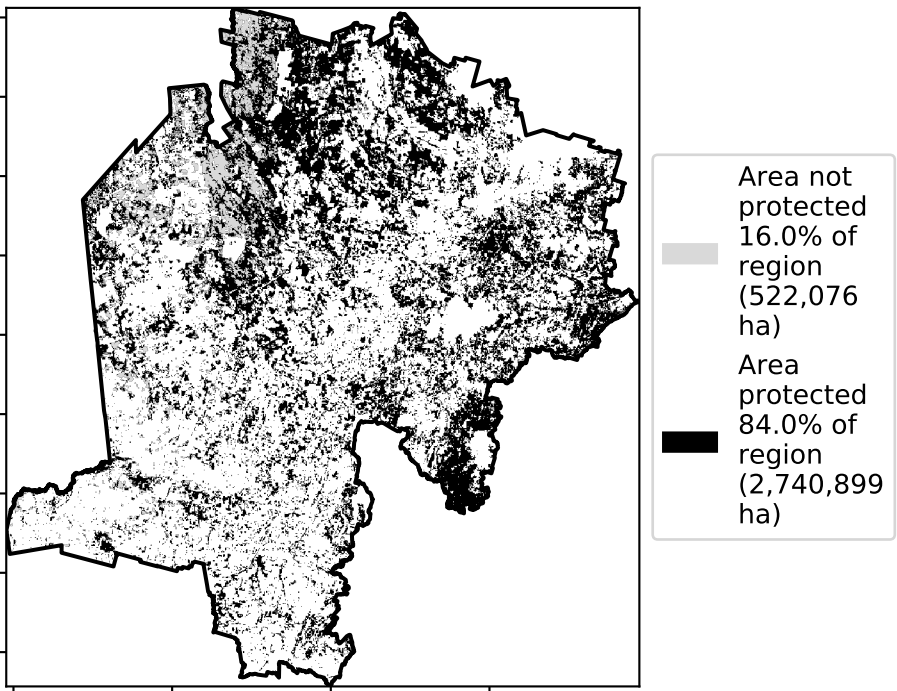 Area not
protected
16.0% of
region
(522,076
ha)
Area
protected
84.0% of
region
(2,740,899
ha)